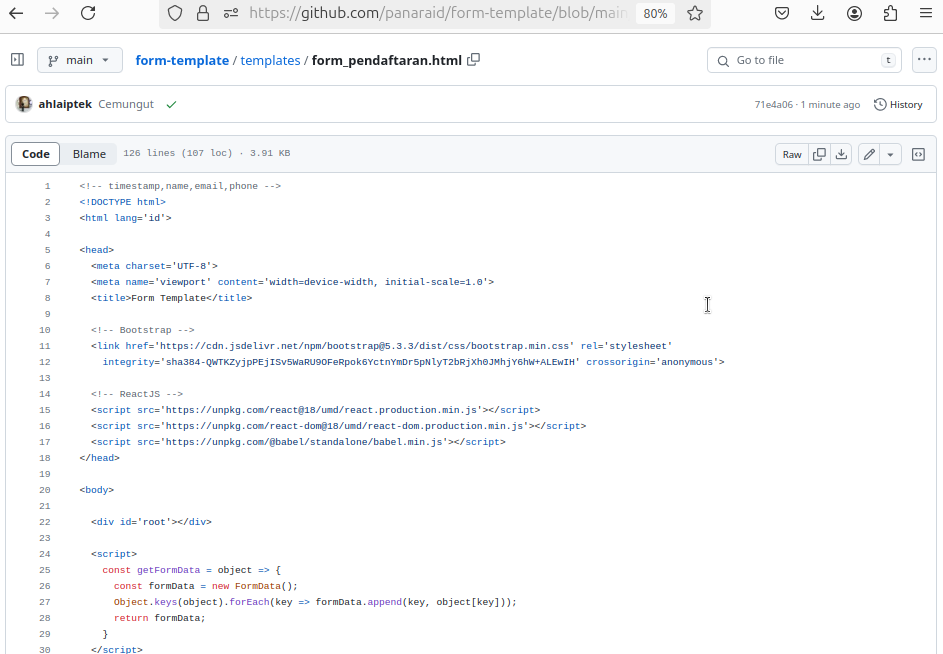 https://github.com/panaraid/form-template/blob/main
80%
main
form-template / templates / form_pendaftaran.html
Go to file
t
ahlaiptek Cemungut
71e4a06 · 1 minute ago
History
Code
Blame
126 lines (107 loc) · 3.91 KB
Raw
1 <!-- timestamp,name,email,phone -->
2 <!DOCTYPE html>
3 <html lang='id'>
4
5 <head>
6 <meta charset='UTF-8'>
7 <meta name='viewport' content='width=device-width, initial-scale=1.0'>
8 <title>Form Template</title>
9
10 <!-- Bootstrap -->
11 <link href='https://cdn.jsdelivr.net/npm/bootstrap@5.3.3/dist/css/bootstrap.min.css' rel='stylesheet'
12 integrity='sha384-QWTKZyjpPEjISv5WaRU9OFeRpok6YctnYmDr5pNlyT2bRjXh0JMhjY6hW+ALEwIH' crossorigin='anonymous'>
13
14 <!-- ReactJS -->
15 <script src='https://unpkg.com/react@18/umd/react.production.min.js'></script>
16 <script src='https://unpkg.com/react-dom@18/umd/react-dom.production.min.js'></script>
17 <script src='https://unpkg.com/@babel/standalone/babel.min.js'></script>
18 </head>
19
20 <body>
21
22 <div id='root'></div>
23
24 <script>
25 const getFormData = object => {
26 const formData = new FormData();
27 Object.keys(object).forEach(key => formData.append(key, object[key]));
28 return formData;
29 }
30 </script>